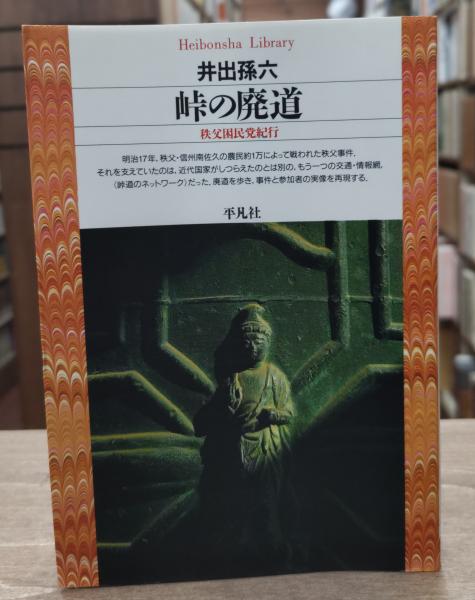 Heibonsha Library
井出孫六
峠の廃道
秩父困民党紀行
明治17年、秩父・信州南佐久の農民約1万によって戦われた秩父事件。
それを支えていたのは、近代国家がしつらえたのとは別の、もう一つの交通・情報網、
〈峠道のネットワーク〉だった。廃道を歩き、事件と参加者の実像を再現する。
平凡社